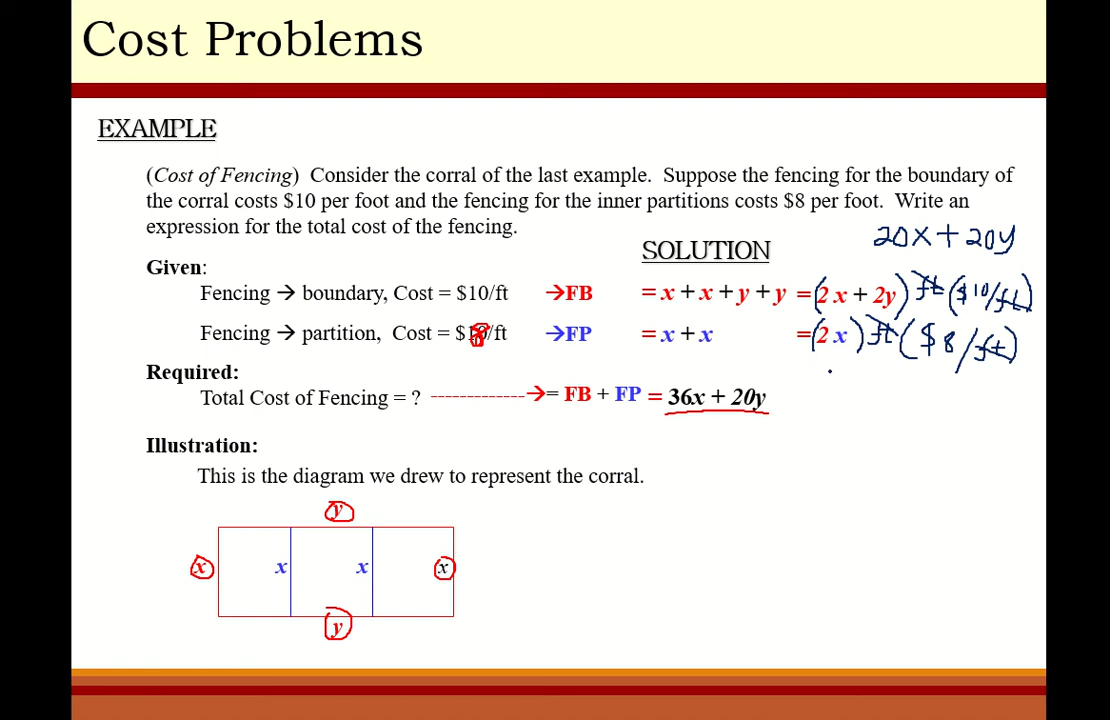 Cost Problems
EXAMPLE
(Cost of Fencing) Consider the corral of the last example. Suppose the fencing for the boundary of
the corral costs $10 per foot and the fencing for the inner partitions costs $8 per foot. Write an
expression for the total cost of the fencing.
20x + 20y
SOLUTION
Given:
Fencing → boundary, Cost = $10/ft →FB = x + x + y + y = (2x + 2y) ft ($10/ft)
Fencing → partition, Cost = $8/ft →FP = x + x = (2x) ft ($8/ft)
Required:
Total Cost of Fencing = ? -------------→= FB + FP = 36x + 20y
Illustration:
This is the diagram we drew to represent the corral.
y
x x x x
y